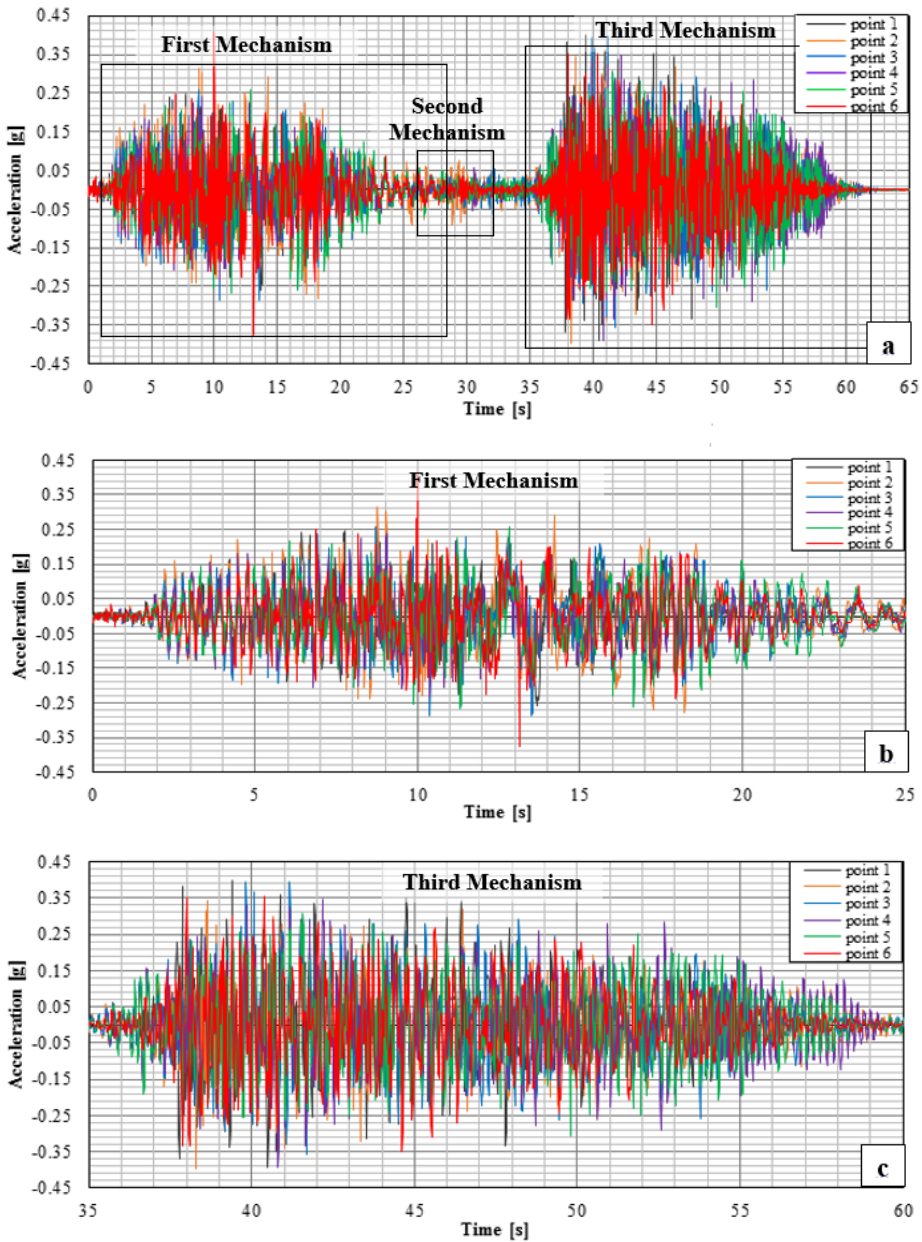 0.45
0.35
0.25
0.15
0.05
-0.05
-0.15
-0.25
-0.35
-0.45
Acceleration [g]
First Mechanism
Second
Mechanism
Third Mechanism
point 1
point 2
point 3
point 4
point 5
point 6
a
0 5 10 15 20 25 30 35 40 45 50 55 60 65
Time [s]
0.45
0.35
0.25
0.15
0.05
-0.05
-0.15
-0.25
-0.35
-0.45
Acceleration [g]
First Mechanism
point 1
point 2
point 3
point 4
point 5
point 6
b
0 5 10 15 20 25
Time [s]
0.45
0.35
0.25
0.15
0.05
-0.05
-0.15
-0.25
-0.35
-0.45
Acceleration [g]
Third Mechanism
point 1
point 2
point 3
point 4
point 5
point 6
c
35 40 45 50 55 60
Time [s]